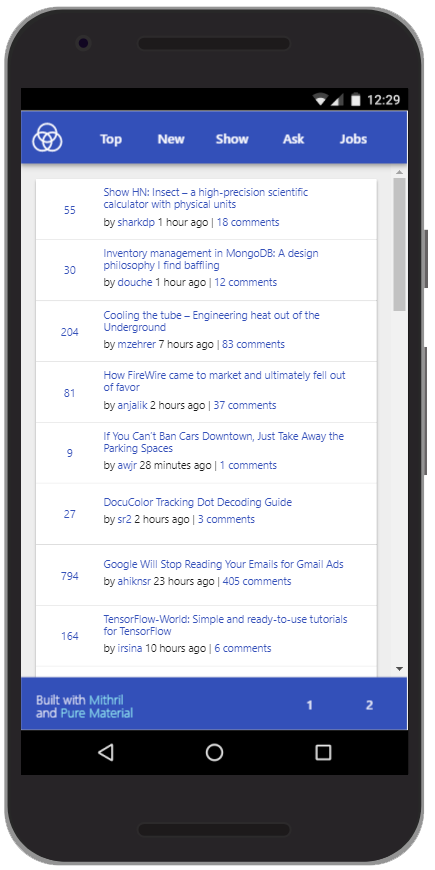 12:29
Top New Show Ask Jobs
55
Show HN: Insect – a high-precision scientific
calculator with physical units
by sharkdp 1 hour ago | 18 comments
30
Inventory management in MongoDB: A design
philosophy I find baffling
by douche 1 hour ago | 12 comments
204
Cooling the tube – Engineering heat out of the
Underground
by mzehrer 7 hours ago | 83 comments
81
How FireWire came to market and ultimately fell out
of favor
by anjalik 2 hours ago | 37 comments
9
If You Can't Ban Cars Downtown, Just Take Away the
Parking Spaces
by awjr 28 minutes ago | 1 comments
27
DocuColor Tracking Dot Decoding Guide
by sr2 2 hours ago | 3 comments
794
Google Will Stop Reading Your Emails for Gmail Ads
by ahiknsr 23 hours ago | 405 comments
164
TensorFlow-World: Simple and ready-to-use tutorials
for TensorFlow
by irsina 10 hours ago | 6 comments
Built with Mithril
and Pure Material
1 2